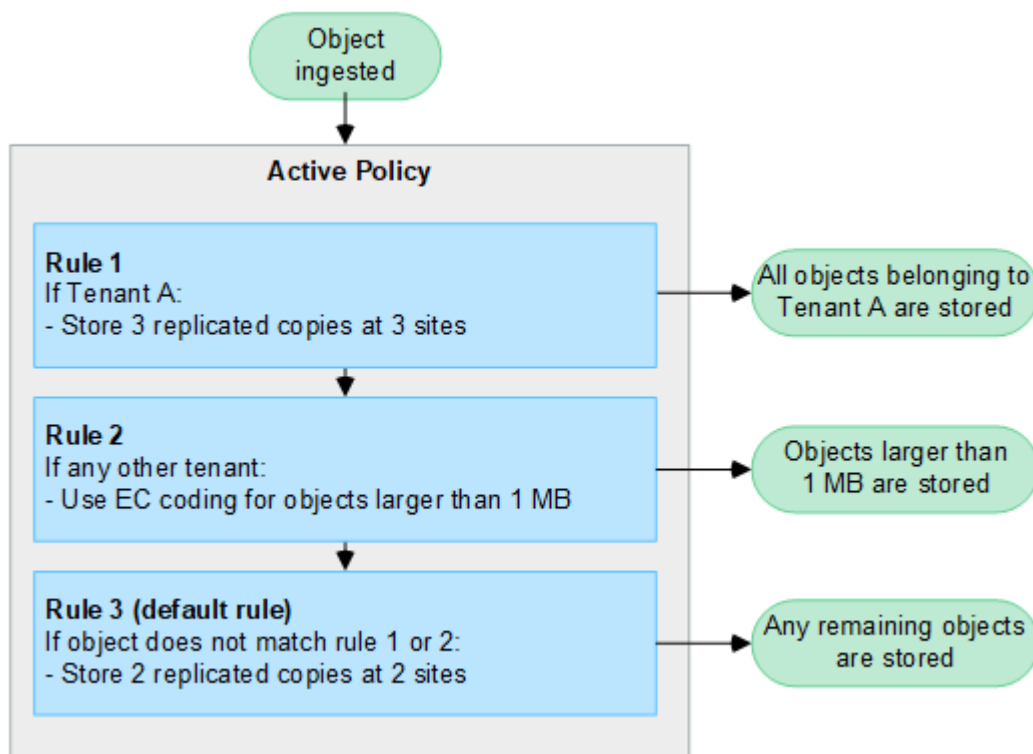 Object
ingested
Active Policy
Rule 1
If Tenant A:
- Store 3 replicated copies at 3 sites
All objects belonging to
Tenant A are stored
Rule 2
If any other tenant:
- Use EC coding for objects larger than 1 MB
Objects larger than
1 MB are stored
Rule 3 (default rule)
If object does not match rule 1 or 2:
- Store 2 replicated copies at 2 sites
Any remaining objects
are stored